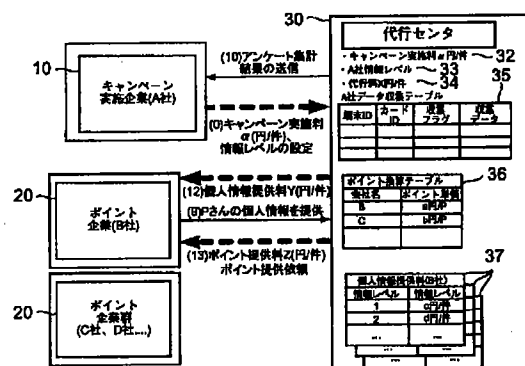 30
代行センタ
・キャンペーン実施料α円/件
32
・A社情報レベル
33
・代行料X円/件
34
A社データ収集テーブル
35
端末ID
カード
ID
収集
フラグ
収集
データ
10
キャンペーン
実施企業(A社)
(10)アンケート集計
結果の送信
(0)キャンペーン実施料
α(円/件)、
情報レベルの設定
20
ポイント
企業(B社)
(12)個人情報提供料Y(円/件)
(9)Pさんの個人情報を提供
(13)ポイント提供料Z(円/件)
ポイント提供依頼
ポイント換算テーブル
36
会社名
ポイント単価
B
a円/P
C
b円/P
20
ポイント
企業群
(C社、D社....)
37
個人情報提供料(B社)
情報レベル
情報料
1
c円/件
2
d円/件
...
...